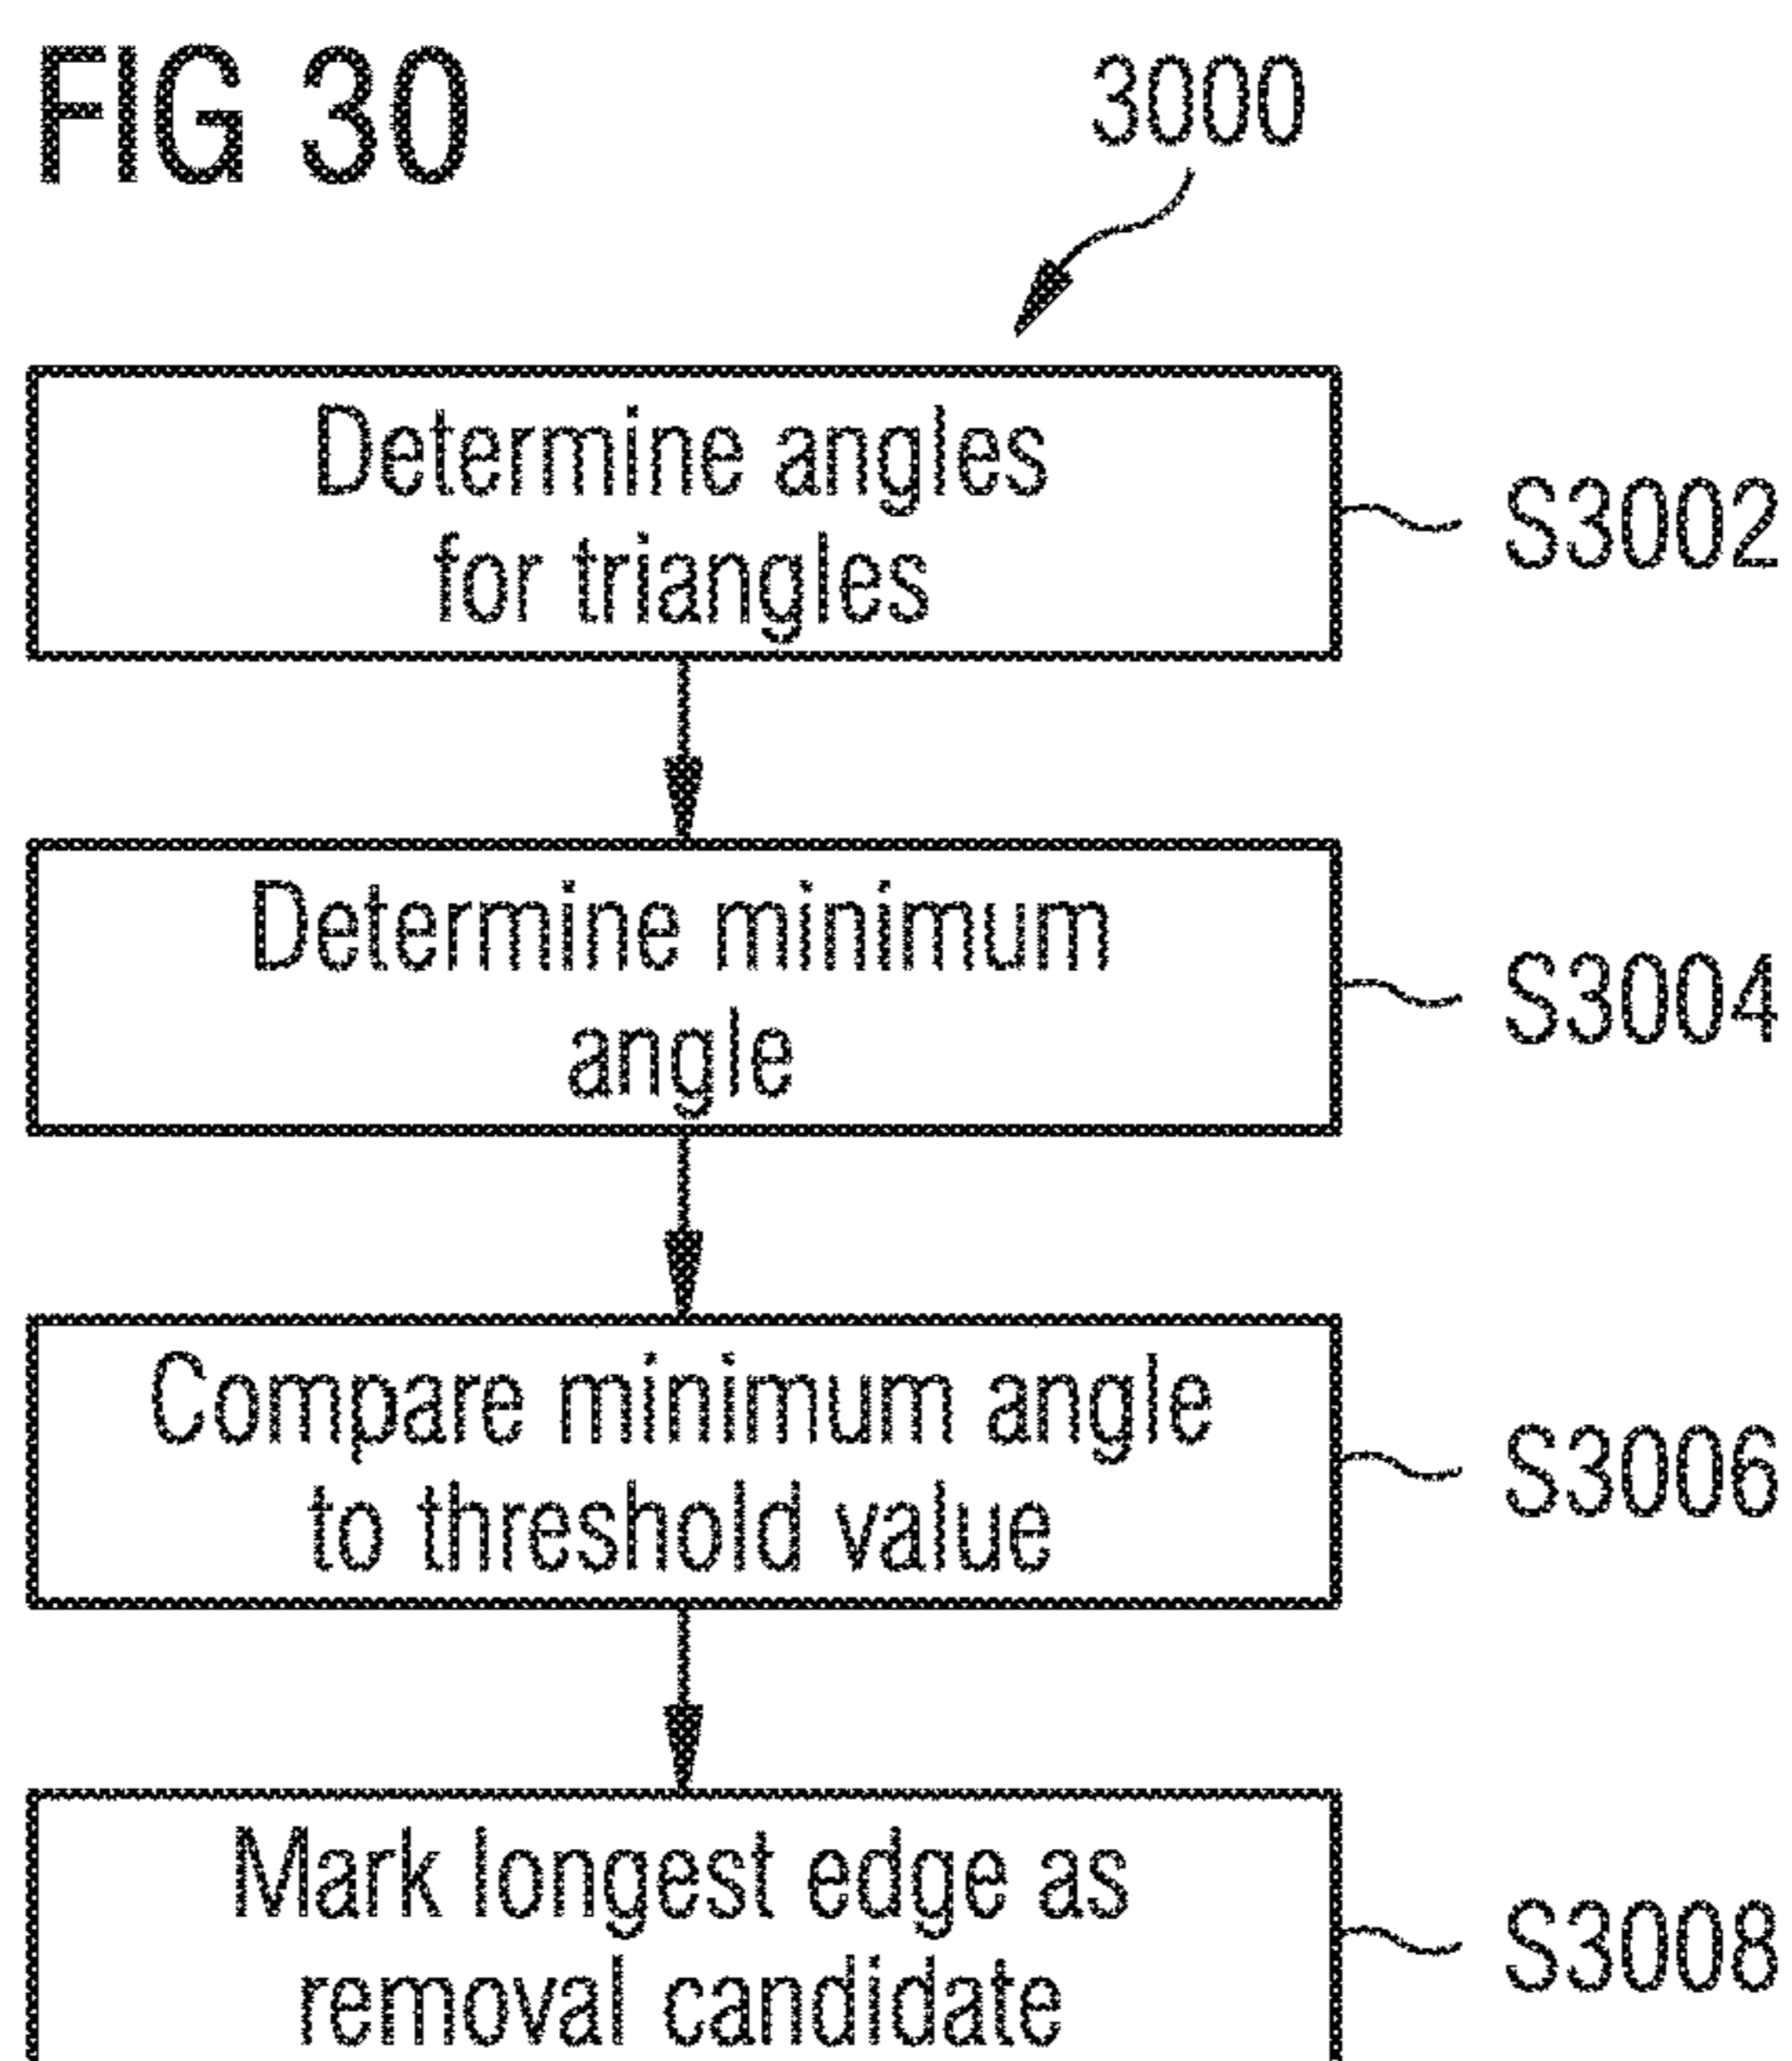 FIG 30
3000
Determine angles
for triangles
S3002
Determine minimum
angle
S3004
Compare minimum angle
to threshold value
S3006
Mark longest edge as
removal candidate
S3008